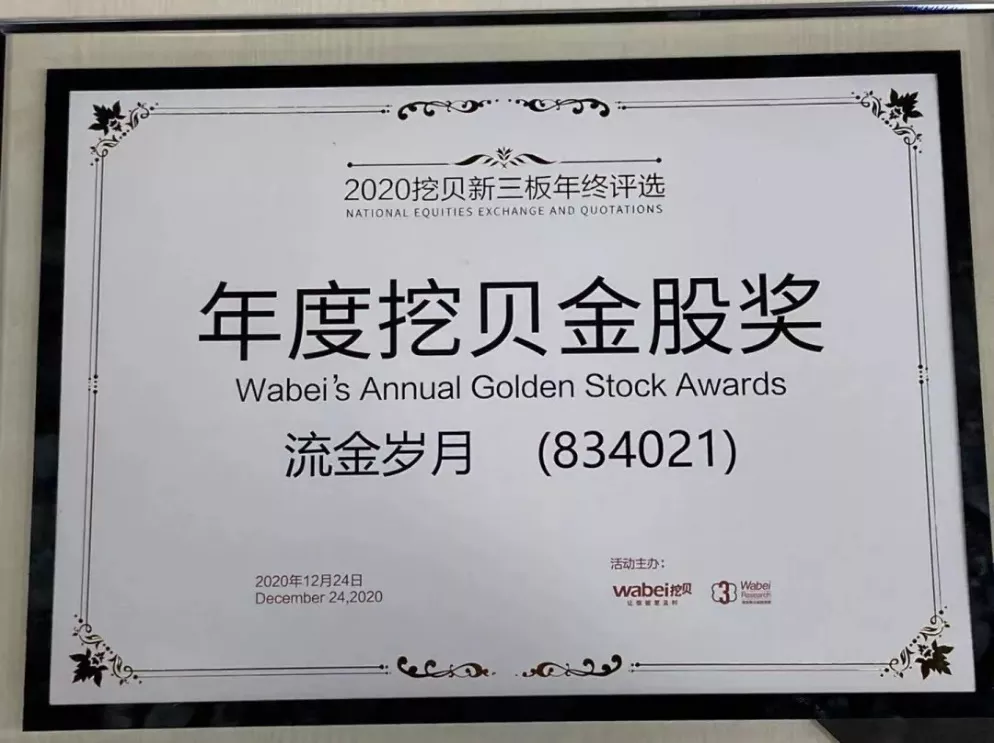 2020挖贝新三板年终评选
NATIONAL EQUITIES EXCHANGE AND QUOTATIONS
年度挖贝金股奖
Wabei's Annual Golden Stock Awards
流金岁月 (834021)
2020年12月24日
December 24,2020
活动主办：
wabei挖贝
3 Wabei
Research